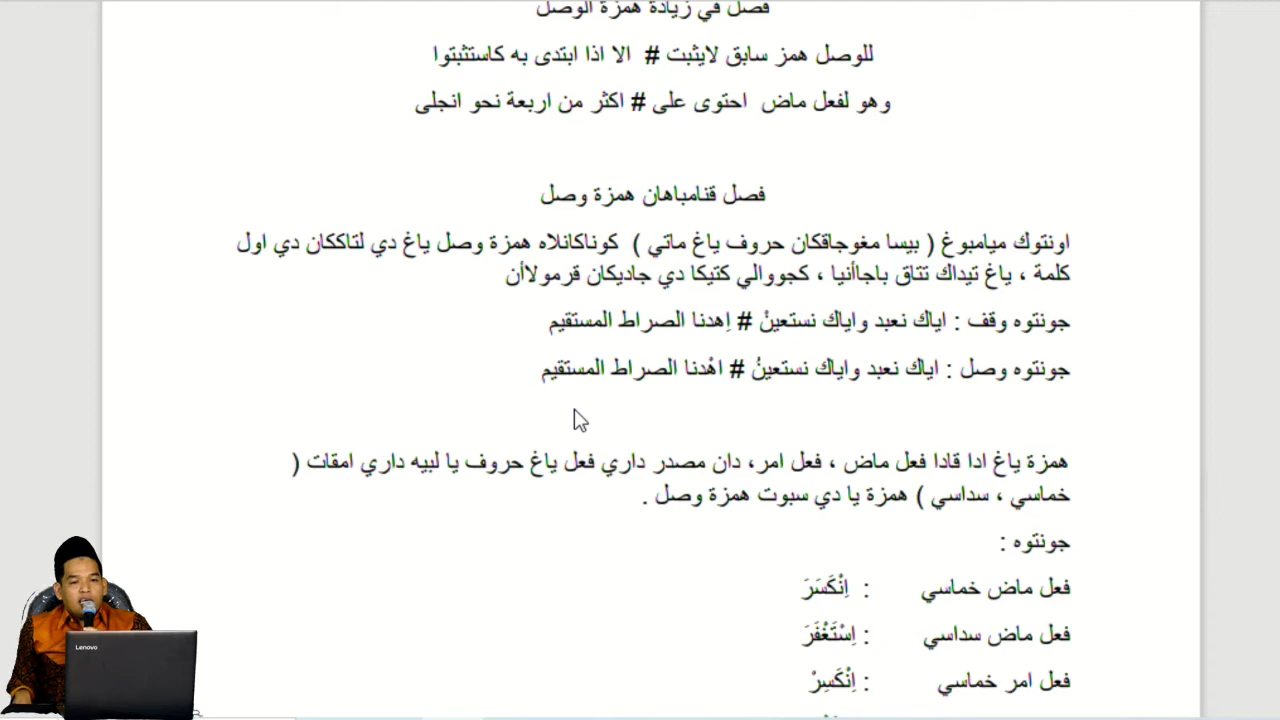 فصل في زيادة همزة الوصل
للوصل همز سابق لايثبت # الا اذا ابتدى به كاستثبتوا
وهو لفعل ماض احتوى على # اكثر من اربعة نحو انجلى
فصل قنامباهان همزة وصل
اونتوك ميامبوغ ( بيسا مغوجاقكان حروف ياغ ماتي ) كوناكانلاه همزة وصل ياغ دي لتاككان دي اول
كلمة ، ياغ تيداك تتاق باجاأنيا ، كجووالي كتيكا دي جاديكان قرمولاأن
جونتوه وقف : اياك نعبد واياك نستعينْ # اِهدنا الصراط المستقيم
جونتوه وصل : اياك نعبد واياك نستعينُ # اهْدنا الصراط المستقيم
همزة ياغ ادا قادا فعل ماض ، فعل امر، دان مصدر داري فعل ياغ حروف يا لبيه داري امقات (
خماسي ، سداسي ) همزة يا دي سبوت همزة وصل .
جونتوه :
فعل ماض خماسي : اِنْكَسَرَ
فعل ماض سداسي : اِسْتَغْفَرَ
فعل امر خماسي : اِنْكَسِرْ
Lenovo